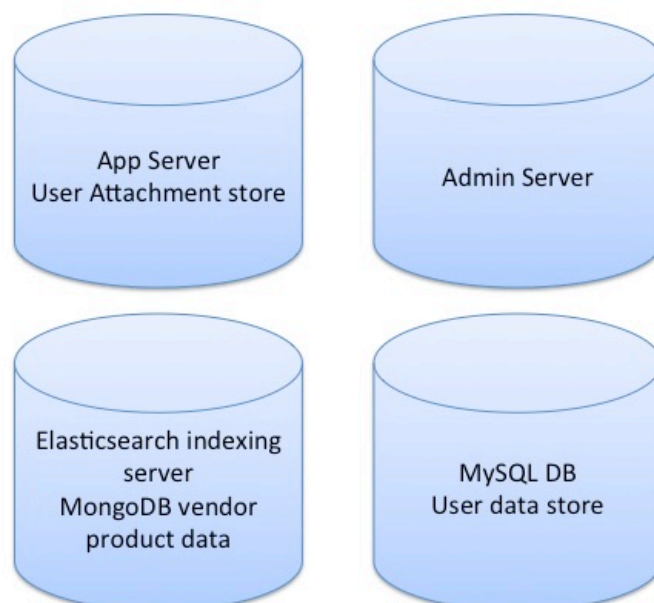 App Server
User Attachment store
Admin Server
Elasticsearch indexing
server
MongoDB vendor
product data
MySQL DB
User data store